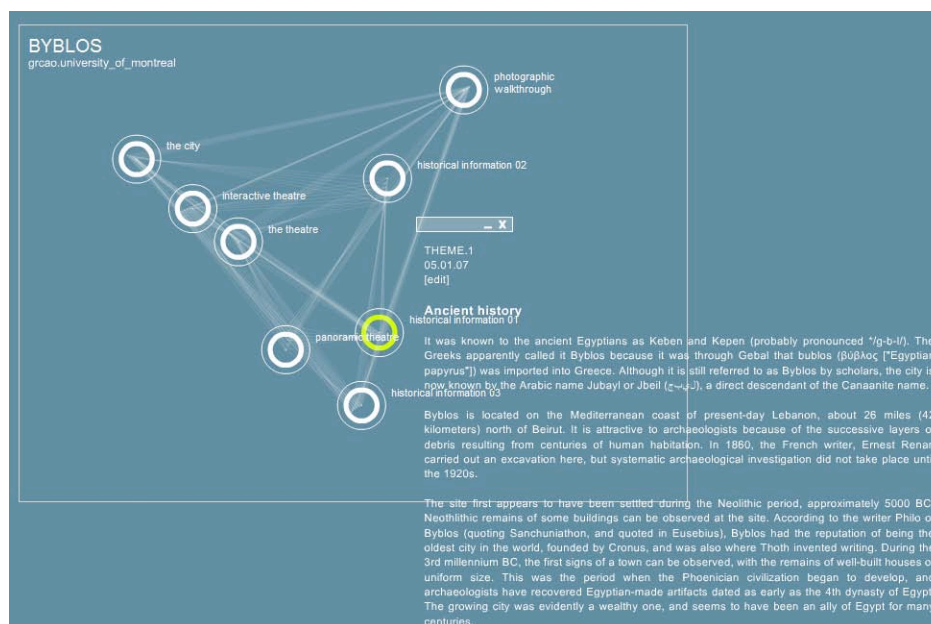 BYBLOS
grcao.university_of_montreal
photographic
walkthrough
the city
historical information 02
interactive theatre
the theatre
_ X
THEME.1
05.01.07
[edit]
Ancient history
historical information 01
panoramic theatre
It was known to the ancient Egyptians as Keben and Kepen (probably pronounced */g-b-l/). The
Greeks apparently called it Byblos because it was through Gebal that bublos (βύβλος ["Egyptian
papyrus"]) was imported into Greece. Although it is still referred to as Byblos by scholars, the city is
now known by the Arabic name Jubayl or Jbeil (ليبج), a direct descendant of the Canaanite name.
historical information 03
Byblos is located on the Mediterranean coast of present-day Lebanon, about 26 miles (42
kilometers) north of Beirut. It is attractive to archaeologists because of the successive layers o
debris resulting from centuries of human habitation. In 1860, the French writer, Ernest Renan
carried out an excavation here, but systematic archaeological investigation did not take place unti
the 1920s.
The site first appears to have been settled during the Neolithic period, approximately 5000 BC
Neothlithic remains of some buildings can be observed at the site. According to the writer Philo o
Byblos (quoting Sanchuniathon, and quoted in Eusebius), Byblos had the reputation of being the
oldest city in the world, founded by Cronus, and was also where Thoth invented writing. During the
3rd millennium BC, the first signs of a town can be observed, with the remains of well-built houses o
uniform size. This was the period when the Phoenician civilization began to develop, and
archaeologists have recovered Egyptian-made artifacts dated as early as the 4th dynasty of Egypt
The growing city was evidently a wealthy one, and seems to have been an ally of Egypt for many
centuries.